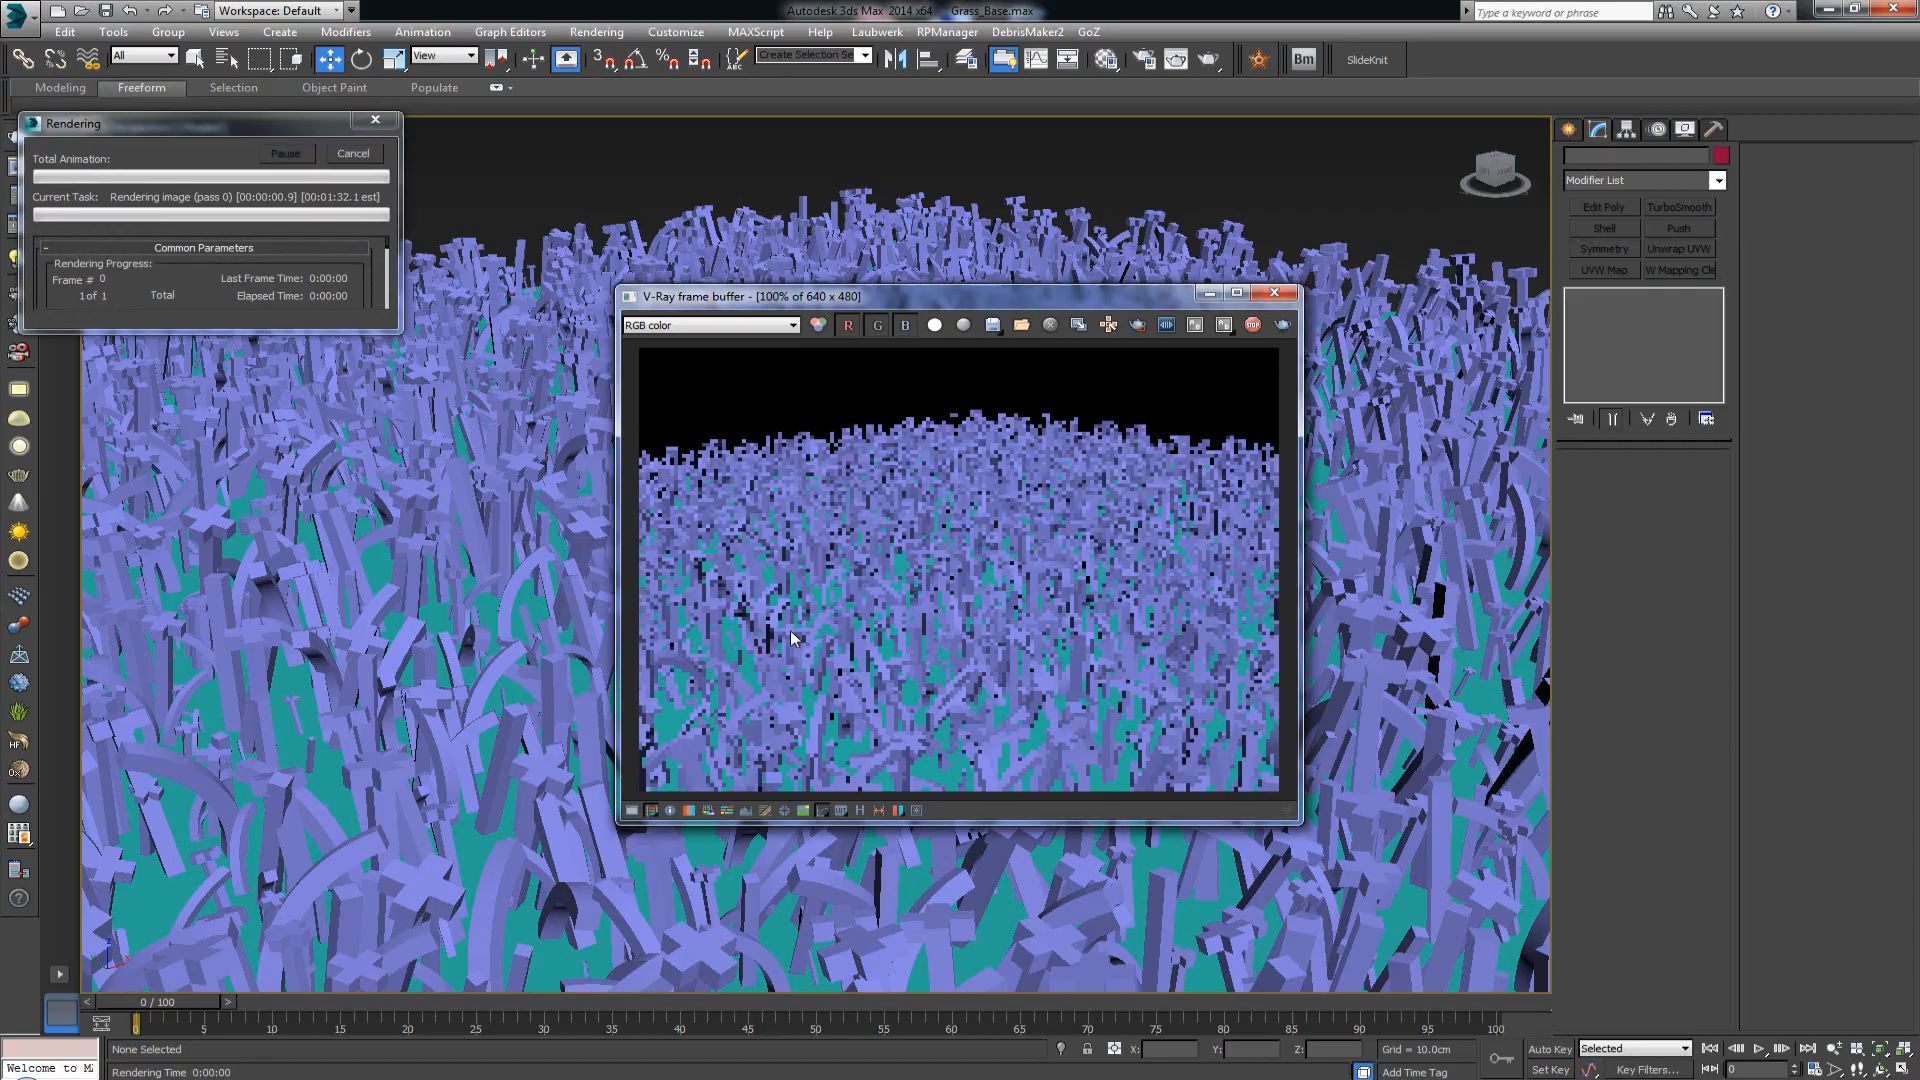 Workspace: Default
Autodesk 3ds Max 2014 x64 Grass_Base.max
Type a keyword or phrase
Edit Tools Group Views Create Modifiers Animation Graph Editors Rendering Customize MAXScript Help Laubwerk RPManager DebrisMaker2 GoZ
All
View
3
Create Selection Se
Bm
SlideKnit
Modeling Freeform Selection Object Paint Populate
Rendering
Total Animation:
Pause
Cancel
Current Task: Rendering image (pass 0) [00:00:00.9] [00:01:32.1 est]
- Common Parameters
Rendering Progress:
Frame # 0
Last Frame Time: 0:00:00
1 of 1 Total
Elapsed Time: 0:00:00
V-Ray frame buffer - [100% of 640 x 480]
RGB color
R G B
STOP
H
Modifier List
Edit Poly TurboSmooth
Shell Push
Symmetry Unwrap UVW
UVW Map W Mapping Cle
HF
0 / 100
0 5 10 15 20 25 30 35 40 45 50 55 60 65 70 75 80 85 90 95 100
None Selected
X: Y: Z:
Grid = 10.0cm
Auto Key Selected
Welcome to M
Rendering Time 0:00:00
Add Time Tag
Set Key Key Filters...
0